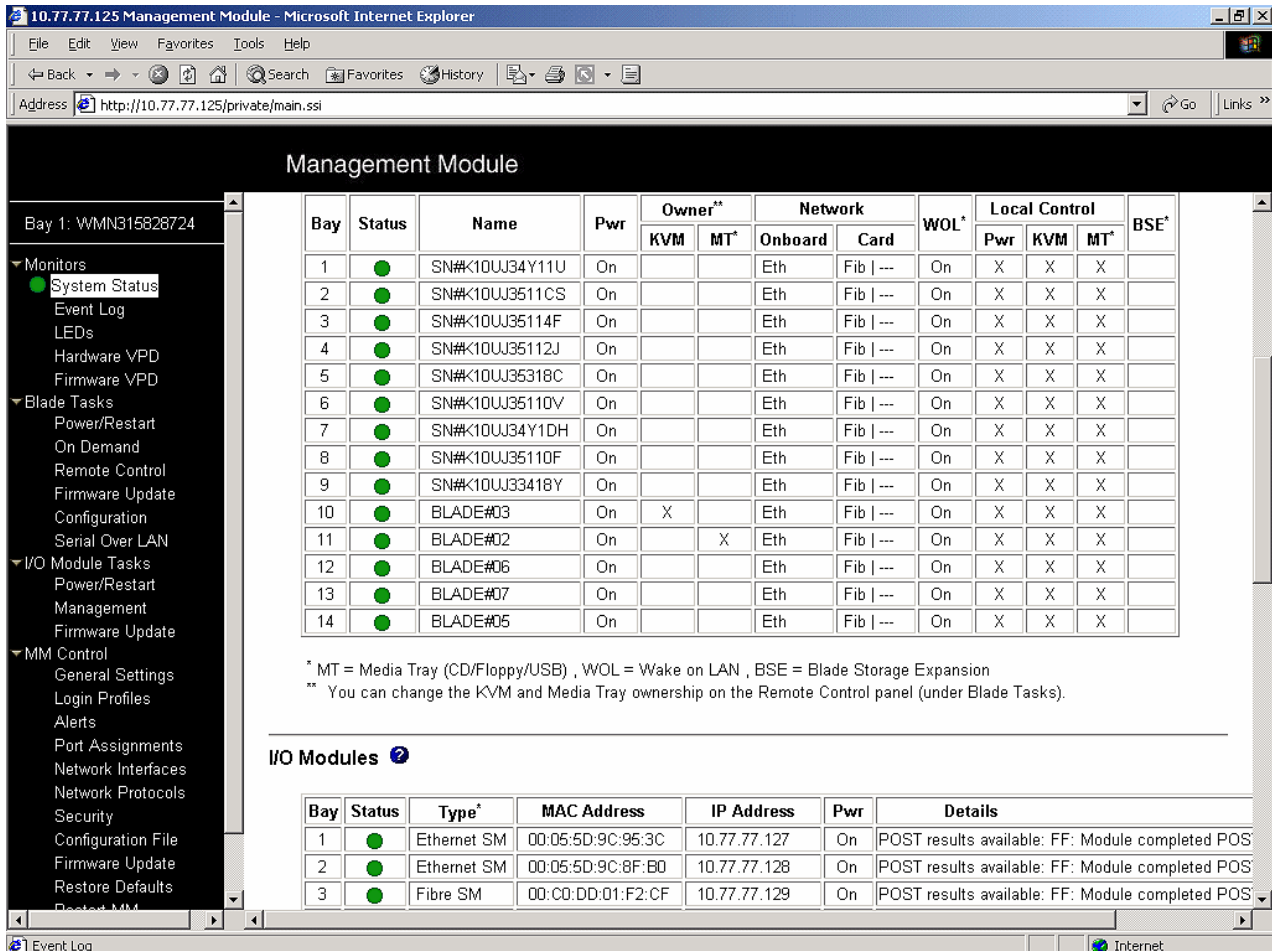 10.77.77.125 Management Module - Microsoft Internet Explorer
File Edit View Favorites Tools Help
Back Search Favorites History
Address http://10.77.77.125/private/main.ssi Go Links »
Management Module
Bay 1: WMN315828724
Monitors
System Status
Event Log
LEDs
Hardware VPD
Firmware VPD
Blade Tasks
Power/Restart
On Demand
Remote Control
Firmware Update
Configuration
Serial Over LAN
I/O Module Tasks
Power/Restart
Management
Firmware Update
MM Control
General Settings
Login Profiles
Alerts
Port Assignments
Network Interfaces
Network Protocols
Security
Configuration File
Firmware Update
Restore Defaults
Restart MM
Bay Status Name Pwr Owner** Network WOL* Local Control BSE*
KVM MT* Onboard Card Pwr KVM MT*
1 SN#K10UJ34Y11U On Eth Fib | --- On X X X
2 SN#K10UJ3511CS On Eth Fib | --- On X X X
3 SN#K10UJ35114F On Eth Fib | --- On X X X
4 SN#K10UJ35112J On Eth Fib | --- On X X X
5 SN#K10UJ35318C On Eth Fib | --- On X X X
6 SN#K10UJ35110V On Eth Fib | --- On X X X
7 SN#K10UJ34Y1DH On Eth Fib | --- On X X X
8 SN#K10UJ35110F On Eth Fib | --- On X X X
9 SN#K10UJ33418Y On Eth Fib | --- On X X X
10 BLADE#03 On X Eth Fib | --- On X X X
11 BLADE#02 On X Eth Fib | --- On X X X
12 BLADE#06 On Eth Fib | --- On X X X
13 BLADE#07 On Eth Fib | --- On X X X
14 BLADE#05 On Eth Fib | --- On X X X
* MT = Media Tray (CD/Floppy/USB) , WOL = Wake on LAN , BSE = Blade Storage Expansion
** You can change the KVM and Media Tray ownership on the Remote Control panel (under Blade Tasks).
I/O Modules ?
Bay Status Type* MAC Address IP Address Pwr Details
1 Ethernet SM 00:05:5D:9C:95:3C 10.77.77.127 On POST results available: FF: Module completed POS
2 Ethernet SM 00:05:5D:9C:8F:B0 10.77.77.128 On POST results available: FF: Module completed POS
3 Fibre SM 00:C0:DD:01:F2:CF 10.77.77.129 On POST results available: FF: Module completed POS
Event Log Internet